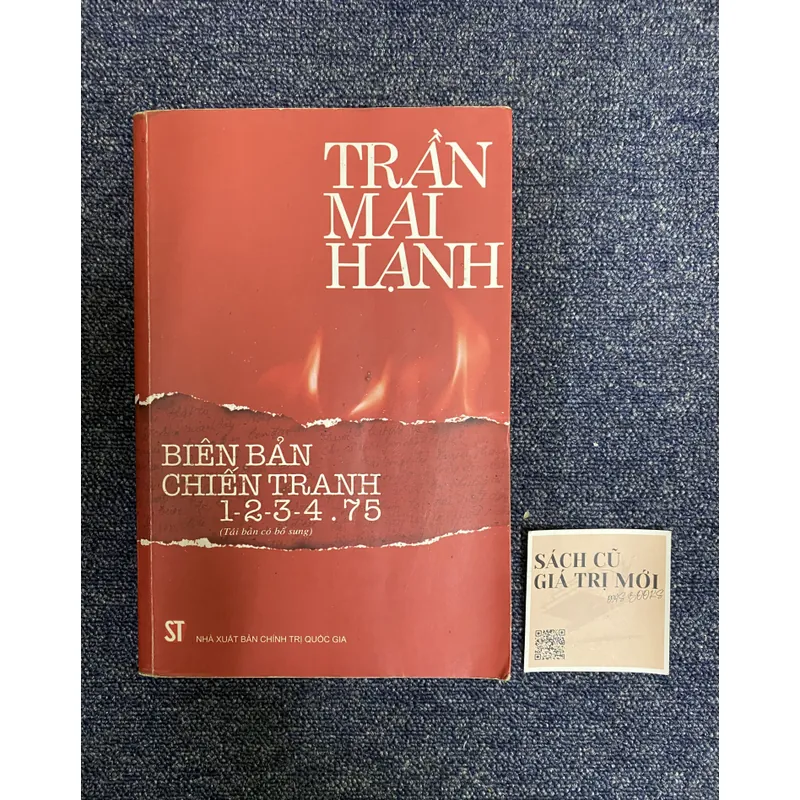 TRẦN
MAI
HẠNH
BIÊN BẢN
CHIẾN TRANH
1-2-3-4.75
(Tái bản có bổ sung)
ST
NHÀ XUẤT BẢN CHÍNH TRỊ QUỐC GIA
SÁCH CŨ
GIÁ TRỊ MỚI